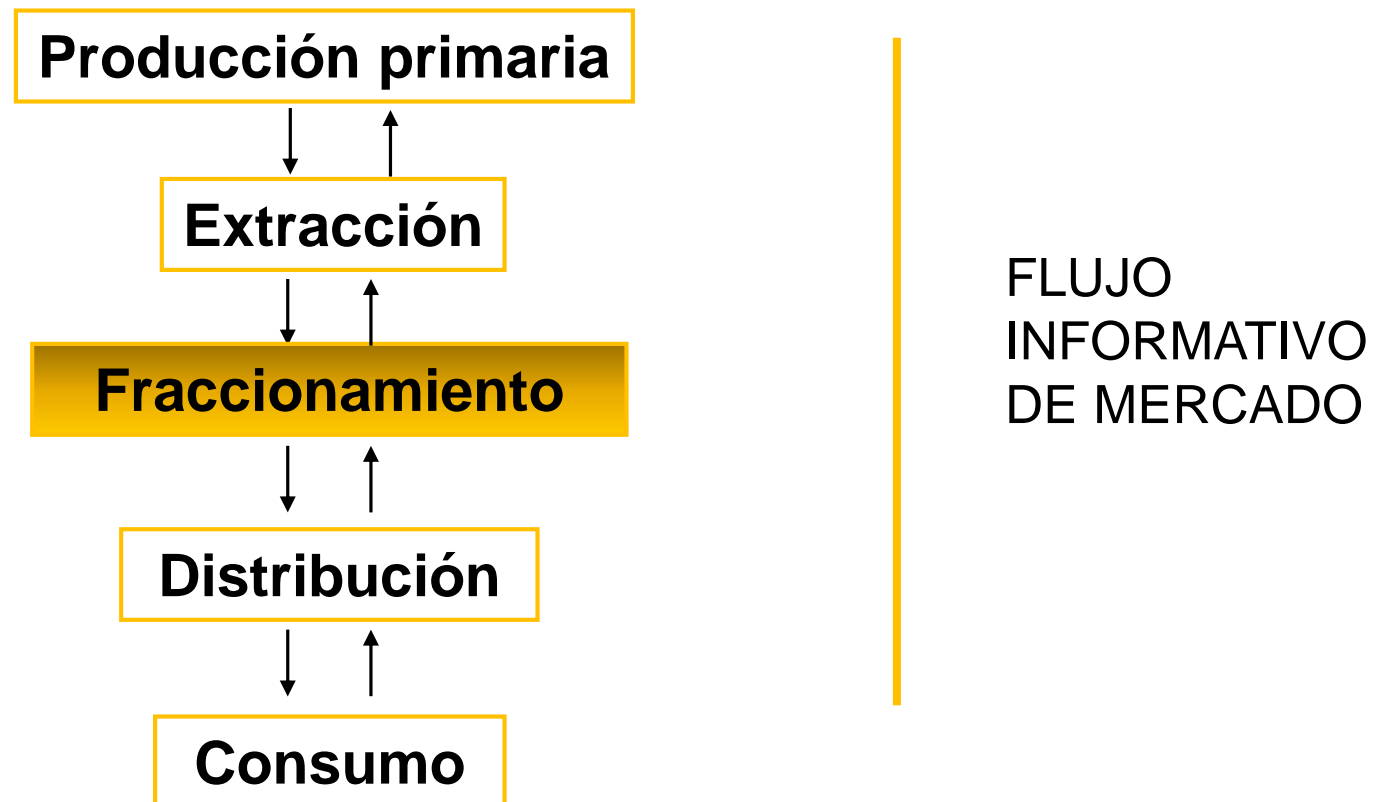 Producción primaria
Extracción
Fraccionamiento
Distribución
Consumo
FLUJO
INFORMATIVO
DE MERCADO